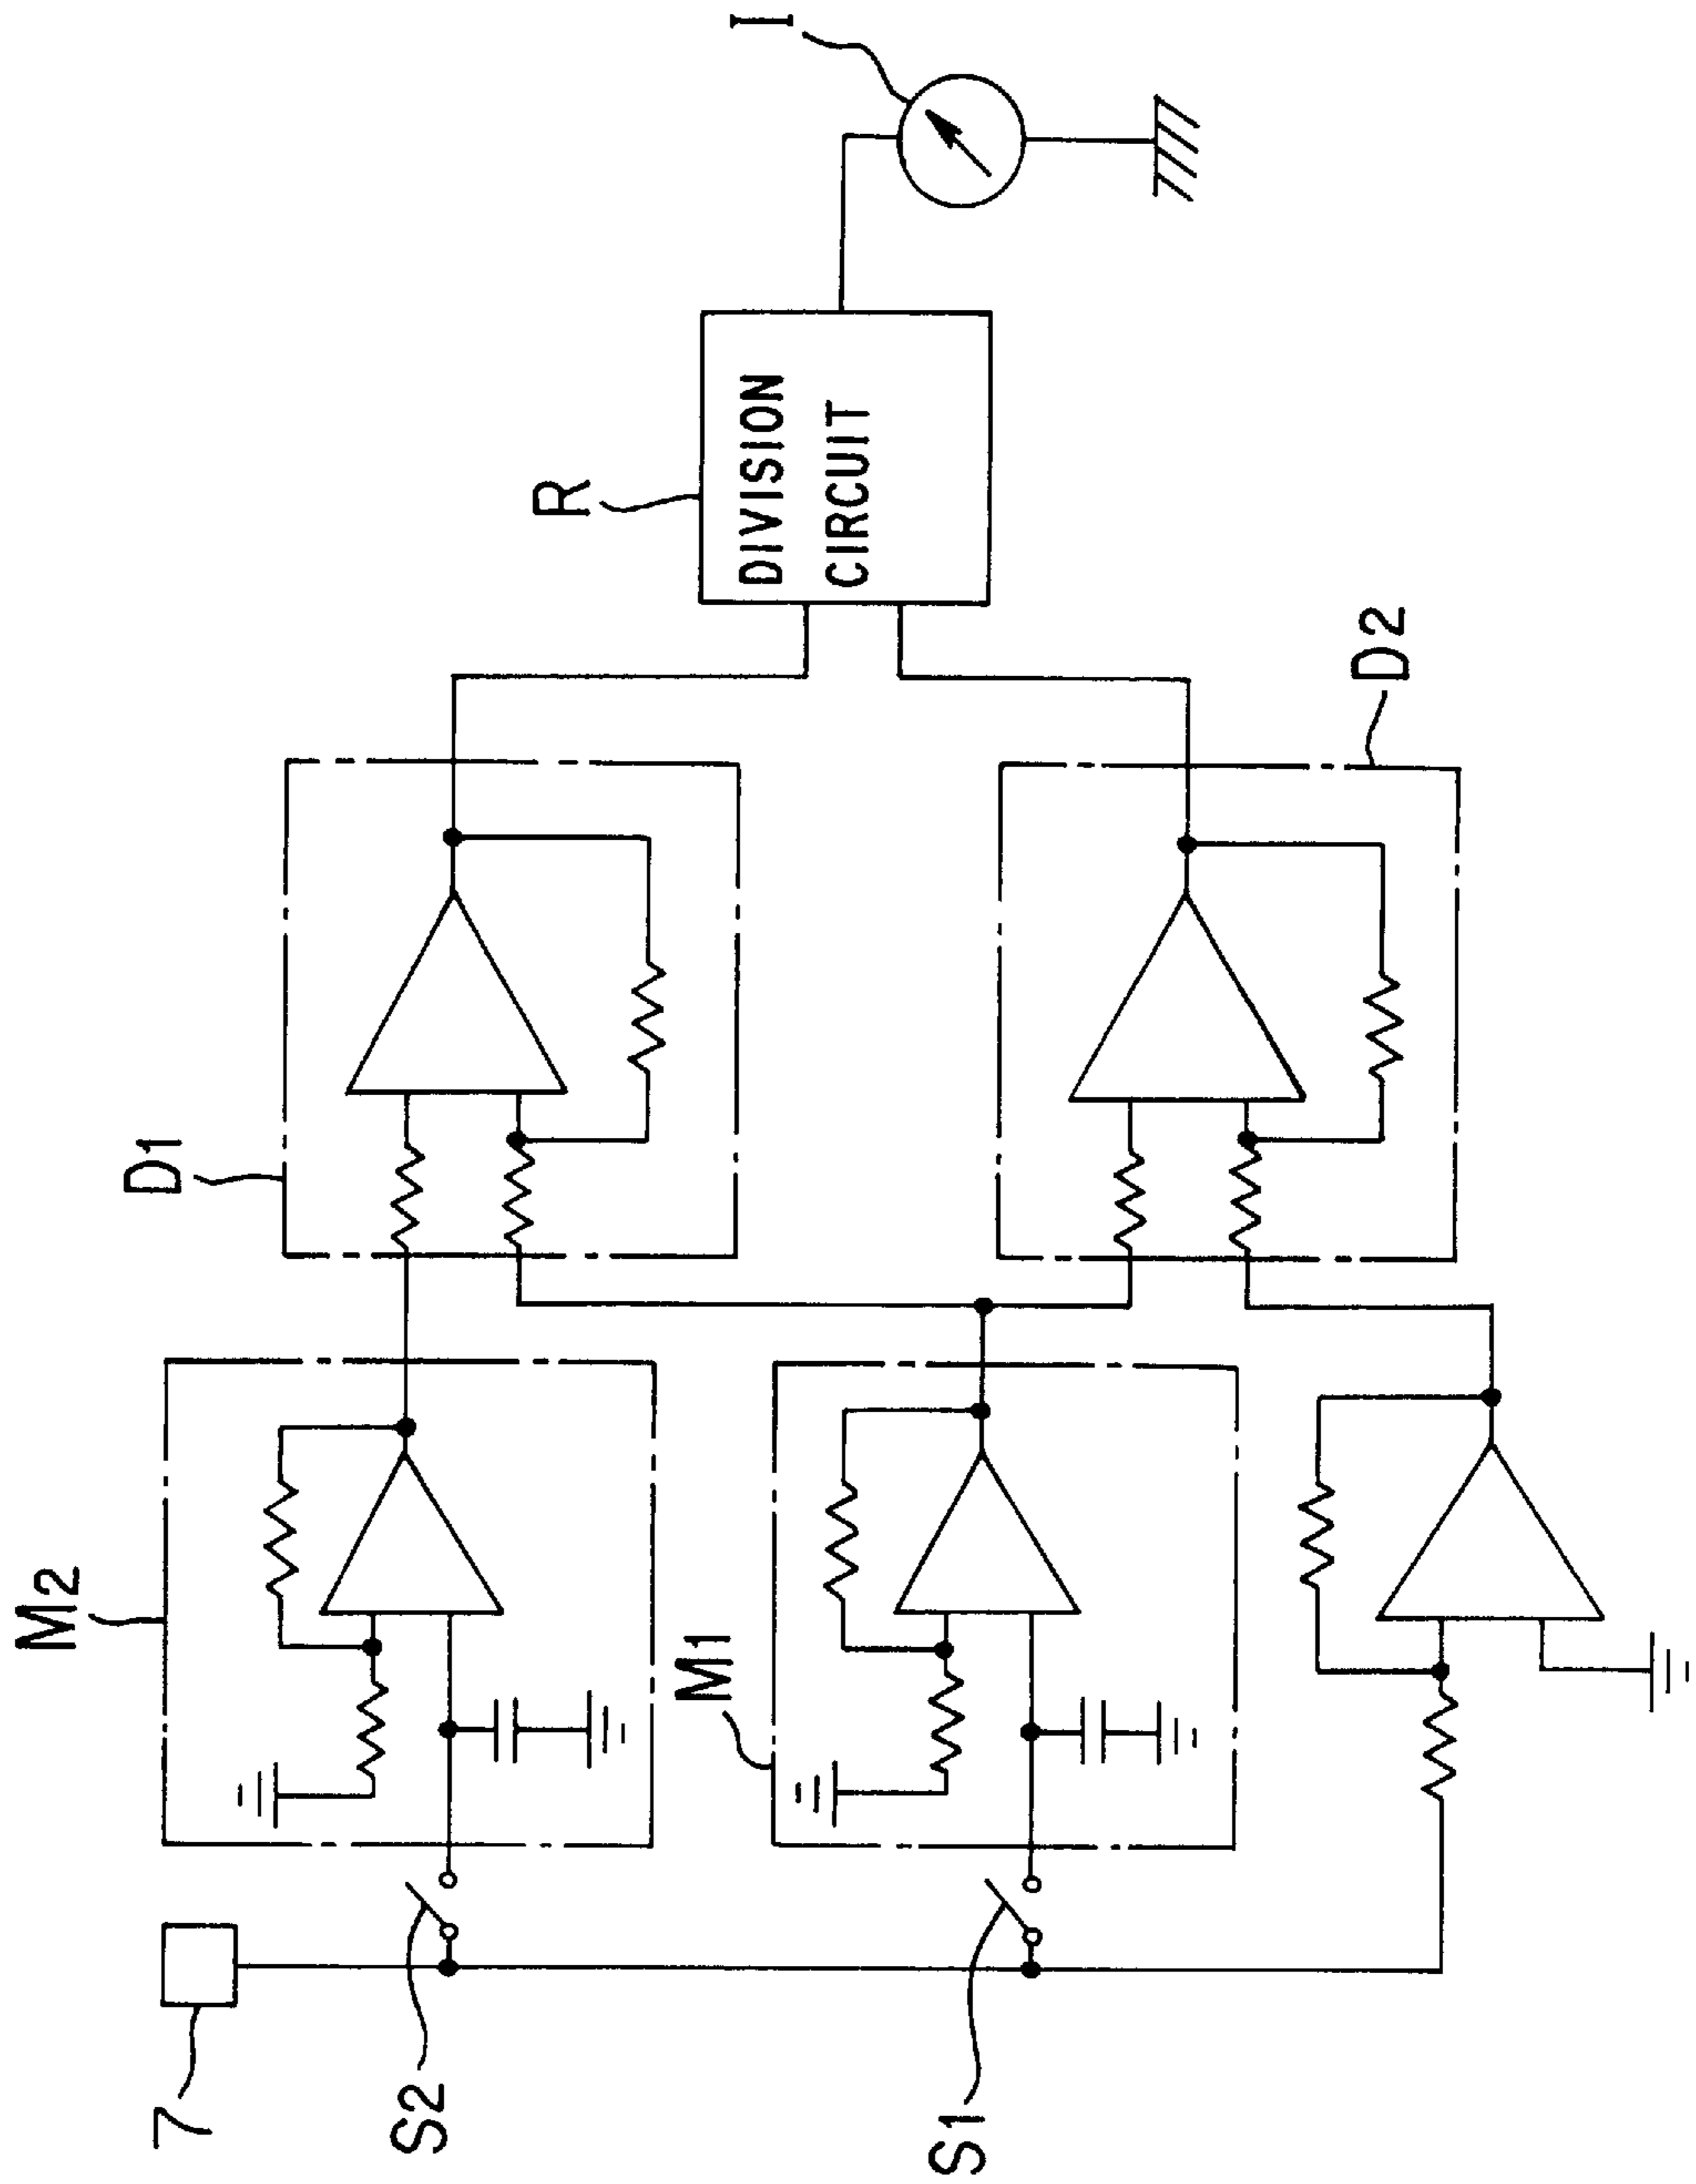 M2
D1
R
DIVISION
CIRCUIT
I
7
S2
M1
S1
D2